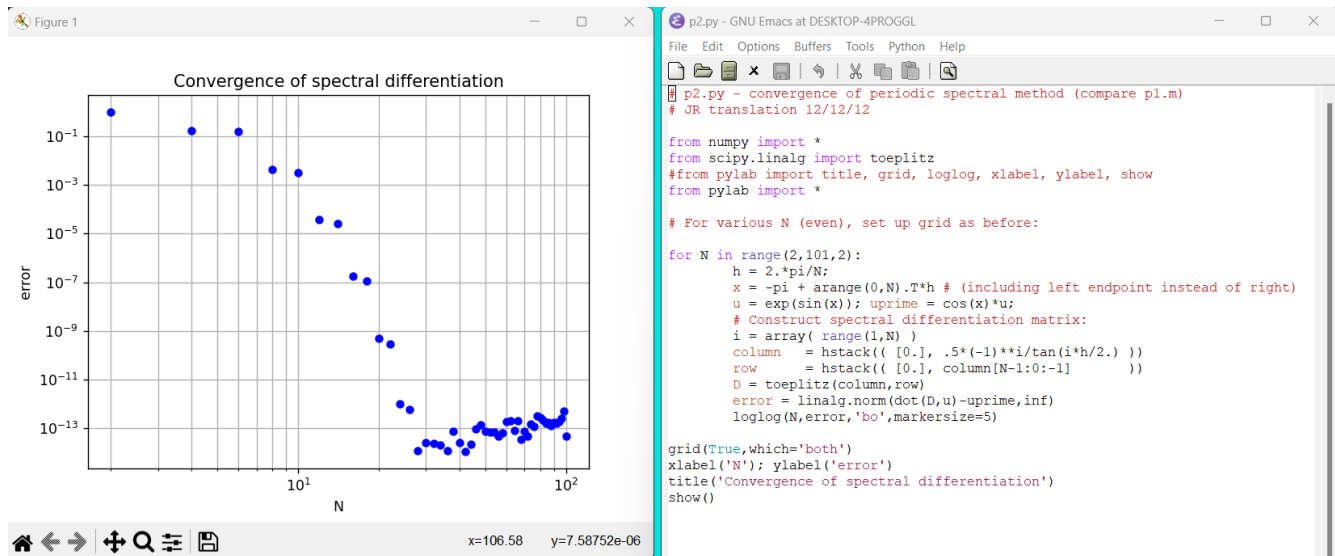 Figure 1
Convergence of spectral differentiation
10^-1
10^-3
10^-5
10^-7
10^-9
10^-11
10^-13
error
10^1
10^2
N
x=106.58 y=7.58752e-06
p2.py - GNU Emacs at DESKTOP-4PROGGL
File Edit Options Buffers Tools Python Help
# p2.py - convergence of periodic spectral method (compare p1.m)
# JR translation 12/12/12
from numpy import *
from scipy.linalg import toeplitz
#from pylab import title, grid, loglog, xlabel, ylabel, show
from pylab import *
# For various N (even), set up grid as before:
for N in range(2,101,2):
        h = 2.*pi/N;
        x = -pi + arange(0,N).T*h # (including left endpoint instead of right)
        u = exp(sin(x)); uprime = cos(x)*u;
        # Construct spectral differentiation matrix:
        i = array( range(1,N) )
        column   = hstack(( [0.], .5*(-1)**i/tan(i*h/2.) ))
        row      = hstack(( [0.], column[N-1:0:-1]       ))
        D = toeplitz(column,row)
        error = linalg.norm(dot(D,u)-uprime,inf)
        loglog(N,error,'bo',markersize=5)
grid(True,which='both')
xlabel('N'); ylabel('error')
title('Convergence of spectral differentiation')
show()